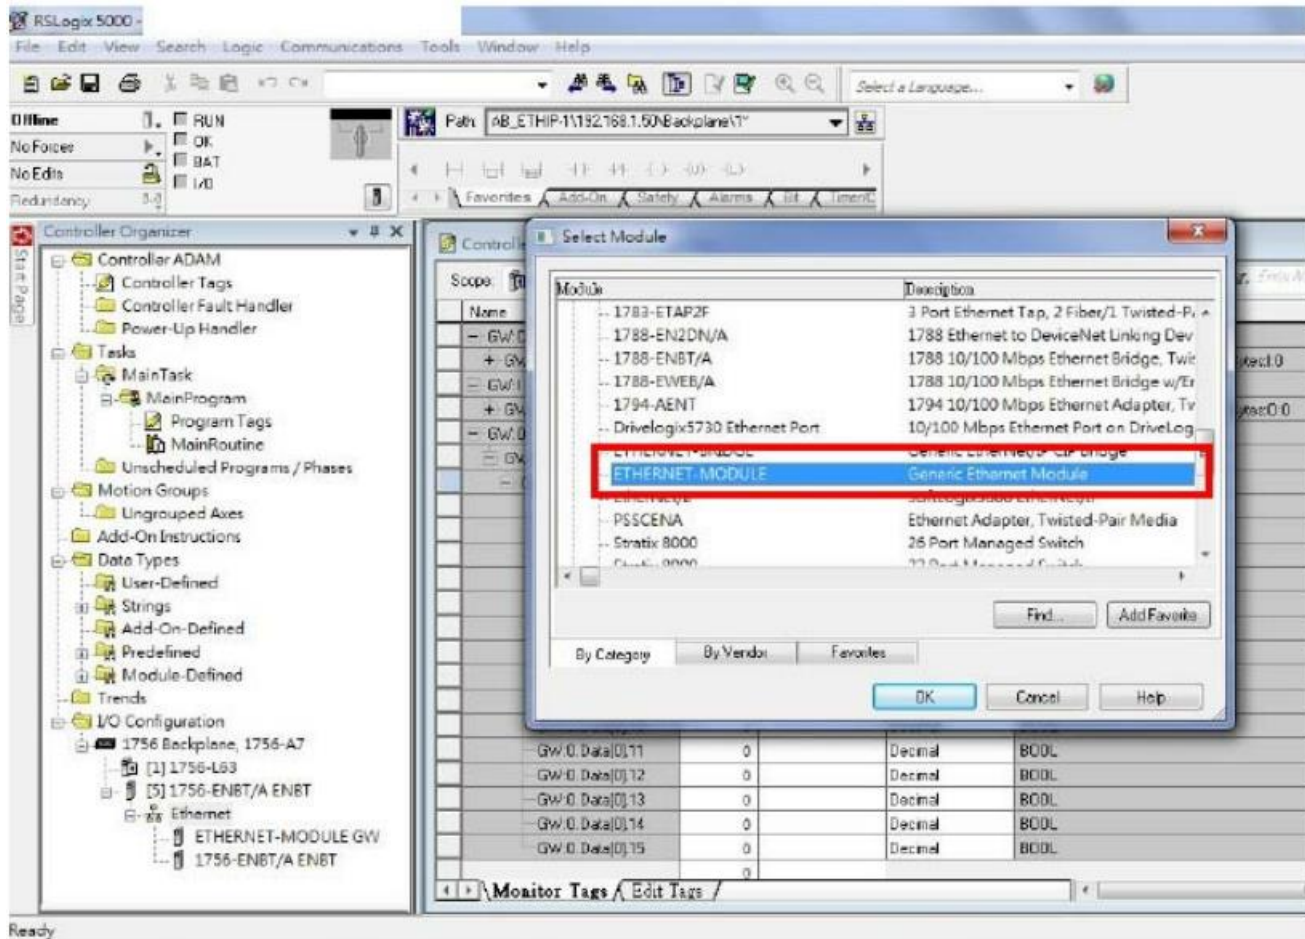 RSLogix 5000 -
File Edit View Search Logic Communications Tools Window Help
Select a Language...
Offline
RUN
No Forces
OK
No Edits
BAT
I/O
Redundancy
Path: AB_ETHIP-1\192.168.1.50\Backplane\1*
Favorites Add-On Safety Alarms Bit Timer/C
Start Page
Controller Organizer
Controller ADAM
Controller Tags
Controller Fault Handler
Power-Up Handler
Tasks
MainTask
MainProgram
Program Tags
MainRoutine
Unscheduled Programs / Phases
Motion Groups
Ungrouped Axes
Add-On Instructions
Data Types
User-Defined
Strings
Add-On-Defined
Predefined
Module-Defined
Trends
I/O Configuration
1756 Backplane, 1756-A7
[1] 1756-L63
[5] 1756-ENBT/A ENBT
Ethernet
ETHERNET-MODULE GW
1756-ENBT/A ENBT
Scope:
Name
Select Module
Module Description
1783-ETAP2F 3 Port Ethernet Tap, 2 Fiber/1 Twisted-P
1788-EN2DN/A 1788 Ethernet to DeviceNet Linking Dev
1788-ENBT/A 1788 10/100 Mbps Ethernet Bridge, Twis
1788-EWEB/A 1788 10/100 Mbps Ethernet Bridge w/Er
1794-AENT 1794 10/100 Mbps Ethernet Adapter, Tv
Drivelogix5730 Ethernet Port 10/100 Mbps Ethernet Port on DriveLog
ETHERNET-BRIDGE Generic EtherNet/IP CIP Bridge
ETHERNET-MODULE Generic Ethernet Module
PSSCENA Ethernet Adapter, Twisted-Pair Media
Stratix 8000 26 Port Managed Switch
Find... Add Favorite
By Category By Vendor Favorites
OK Cancel Help
GW:O.Data[0].11 0 Decimal BOOL
GW:O.Data[0].12 0 Decimal BOOL
GW:O.Data[0].13 0 Decimal BOOL
GW:O.Data[0].14 0 Decimal BOOL
GW:O.Data[0].15 0 Decimal BOOL
0
Monitor Tags Edit Tags
Ready